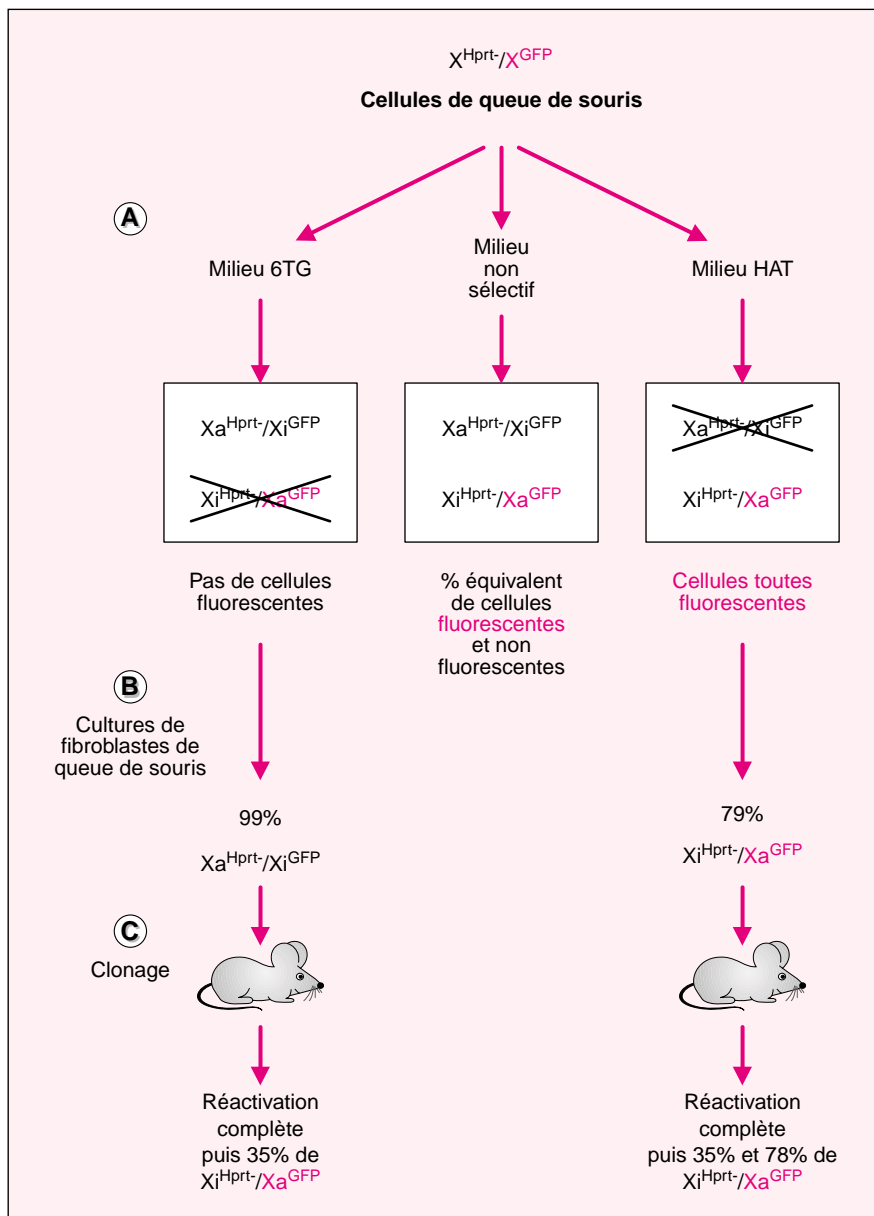 X^Hprt-/X^GFP
Cellules de queue de souris
A
Milieu 6TG
Milieu
non
sélectif
Milieu HAT
Xa^Hprt-/Xi^GFP
Xi^Hprt-/Xa^GFP
Xa^Hprt-/Xi^GFP
Xi^Hprt-/Xa^GFP
Xa^Hprt-/Xi^GFP
Xi^Hprt-/Xa^GFP
Pas de cellules
fluorescentes
% équivalent
de cellules
fluorescentes
et non
fluorescentes
Cellules toutes
fluorescentes
B
Cultures de
fibroblastes de
queue de souris
99%
Xa^Hprt-/Xi^GFP
79%
Xi^Hprt-/Xa^GFP
C
Clonage
Réactivation
complète
puis 35% de
Xi^Hprt-/Xa^GFP
Réactivation
complète
puis 35% et 78% de
Xi^Hprt-/Xa^GFP